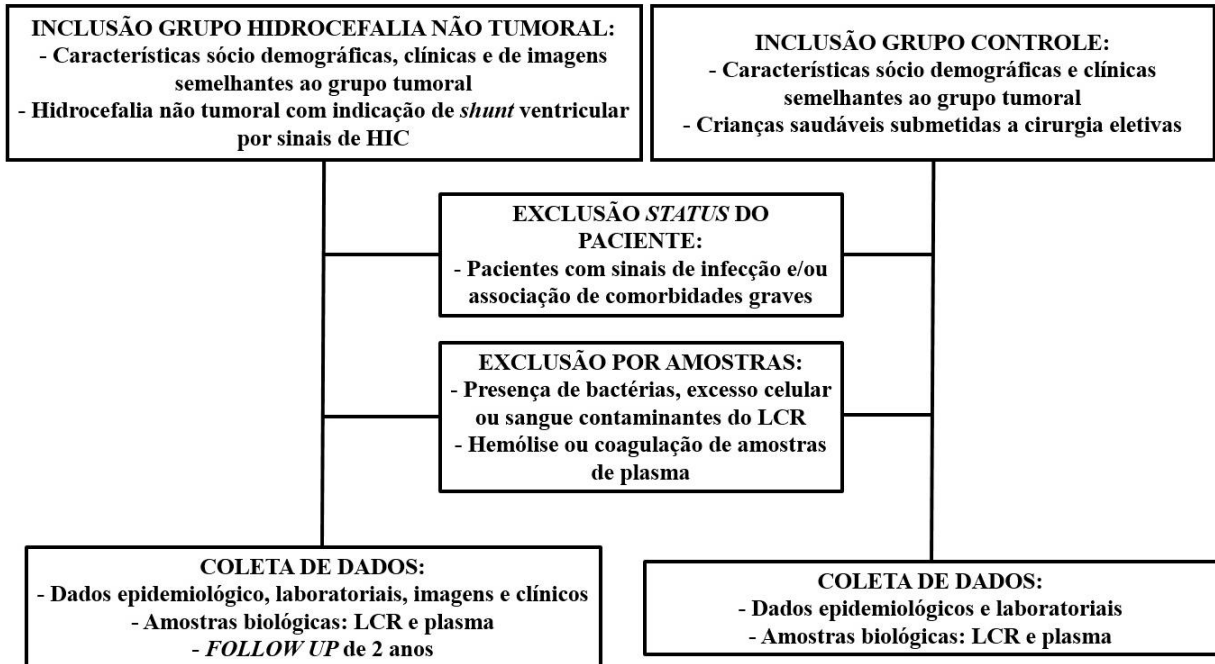 INCLUSÃO GRUPO HIDROCEFALIA NÃO TUMORAL:
- Características sócio demográficas, clínicas e de imagens
semelhantes ao grupo tumoral
- Hidrocefalia não tumoral com indicação de shunt ventricular
por sinais de HIC
INCLUSÃO GRUPO CONTROLE:
- Características sócio demográficas e clínicas
semelhantes ao grupo tumoral
- Crianças saudáveis submetidas a cirurgia eletivas
EXCLUSÃO STATUS DO
PACIENTE:
- Pacientes com sinais de infecção e/ou
associação de comorbidades graves
EXCLUSÃO POR AMOSTRAS:
- Presença de bactérias, excesso celular
ou sangue contaminantes do LCR
- Hemólise ou coagulação de amostras
de plasma
COLETA DE DADOS:
- Dados epidemiológico, laboratoriais, imagens e clínicos
- Amostras biológicas: LCR e plasma
- FOLLOW UP de 2 anos
COLETA DE DADOS:
- Dados epidemiológicos e laboratoriais
- Amostras biológicas: LCR e plasma